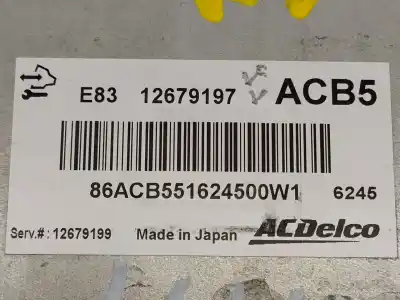 E83 12679197 ACB5
86ACB551624500W1 6245
Serv.#: 12679199 Made in Japan ACDelco